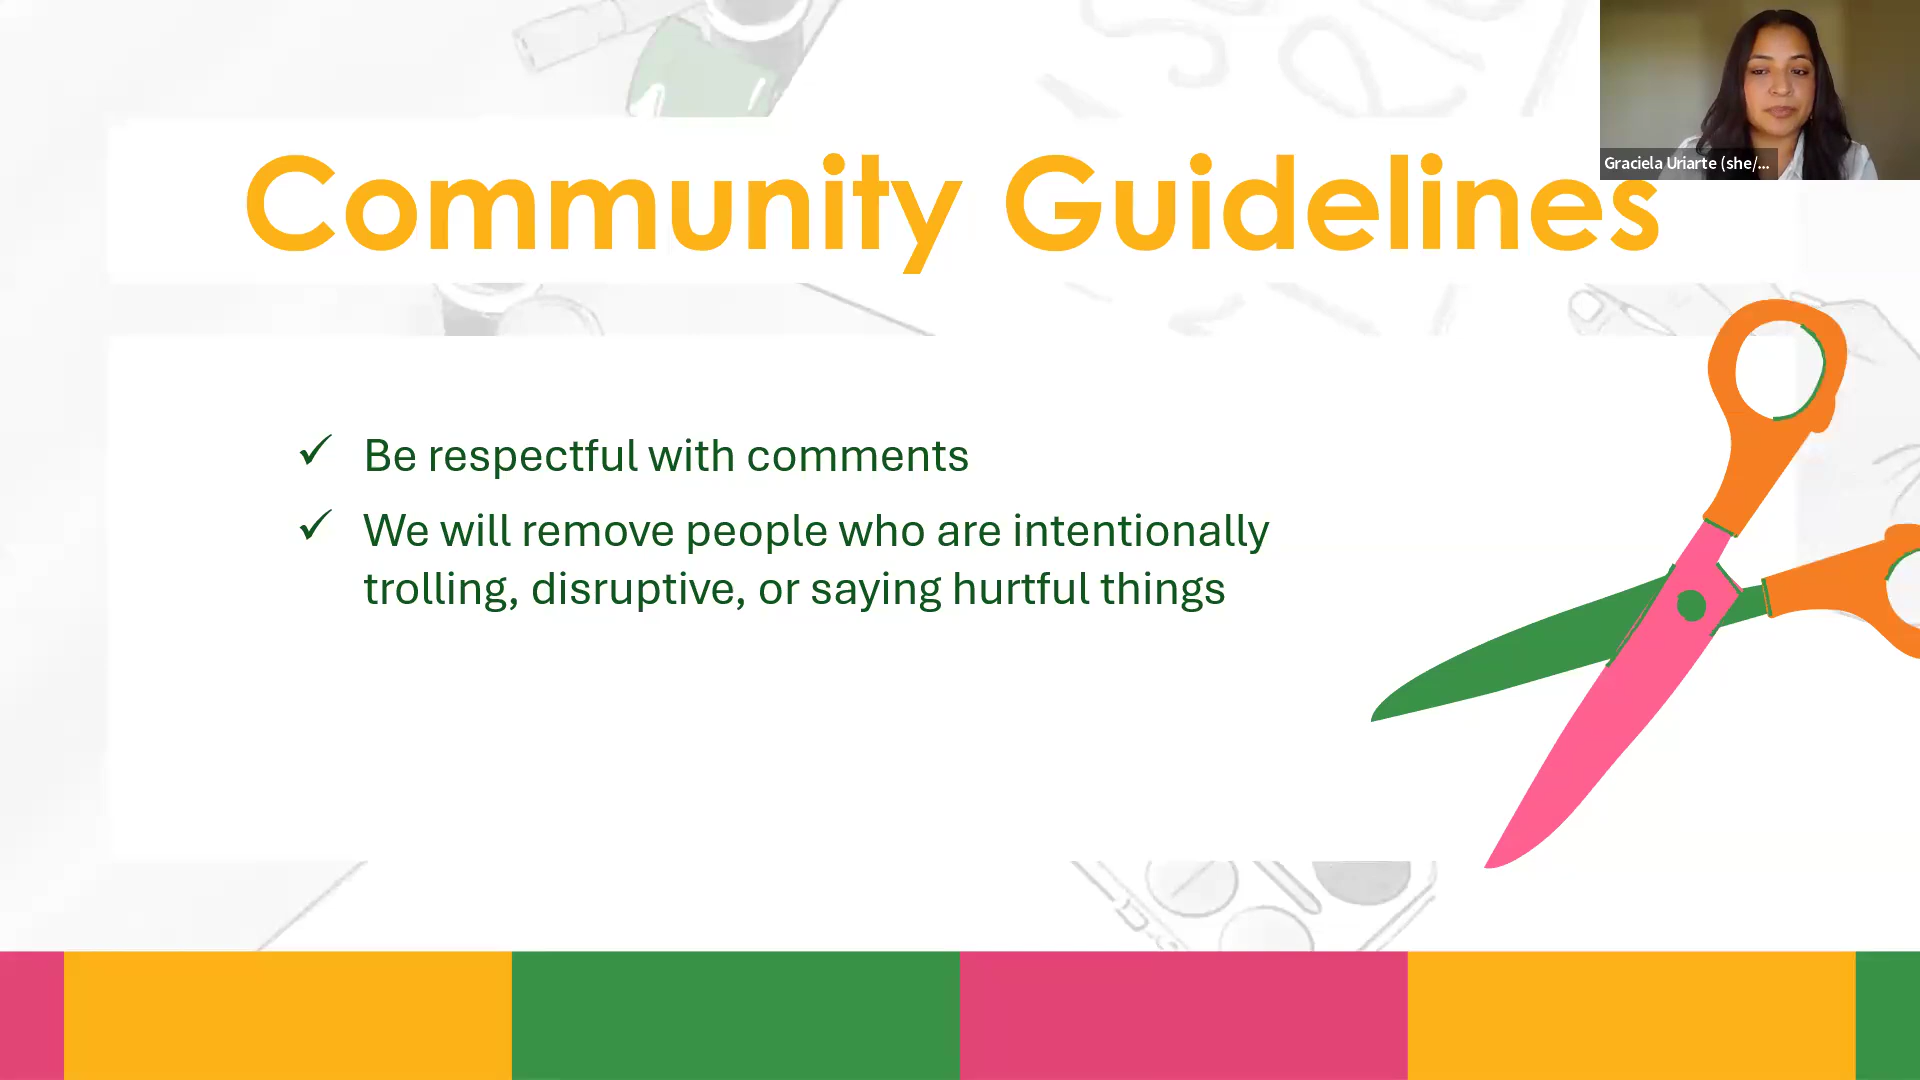 Community Guidelines
Graciela Uriarte (she/...
Be respectful with comments
We will remove people who are intentionally
trolling, disruptive, or saying hurtful things